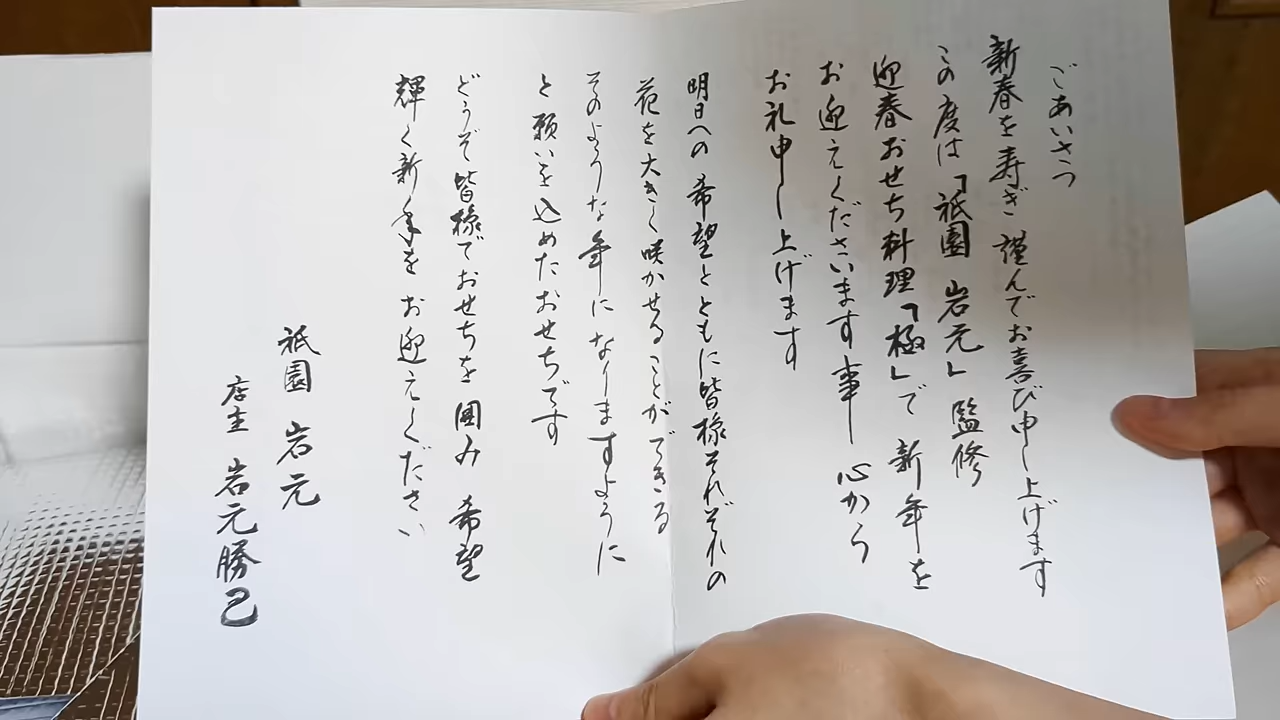 ごあいさつ
新春を寿ぎ 謹んでお喜び申し上げます
この度は「祇園 岩元」監修
迎春おせち料理「極」で 新年を
お迎えくださいます事 心から
お礼申し上げます
明日への希望とともに皆様それぞれの
花を大きく咲かせることができる
そのような年になりますように
と願いを込めたおせちです
どうぞ皆様でおせちを囲み 希望
輝く新年をお迎えください
祇園 岩元
店主 岩元勝己